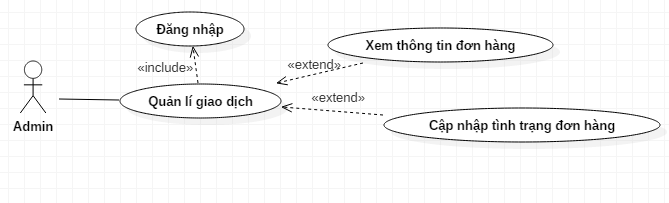 Đăng nhập
Xem thông tin đơn hàng
«include»
«extend»
Quản lí giao dịch
«extend»
Admin
Cập nhập tình trạng đơn hàng